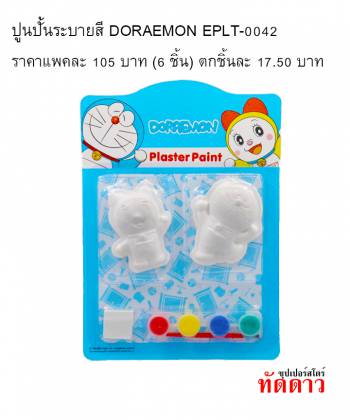 ปูนปั้นระบายสี DORAEMON EPLT-0042
ราคาแพคละ 105 บาท (6 ชิ้น) ตกชิ้นละ 17.50 บาท
DORAEMON
Plaster Paint
ซุปเปอร์สโตร์
ทัดดาว